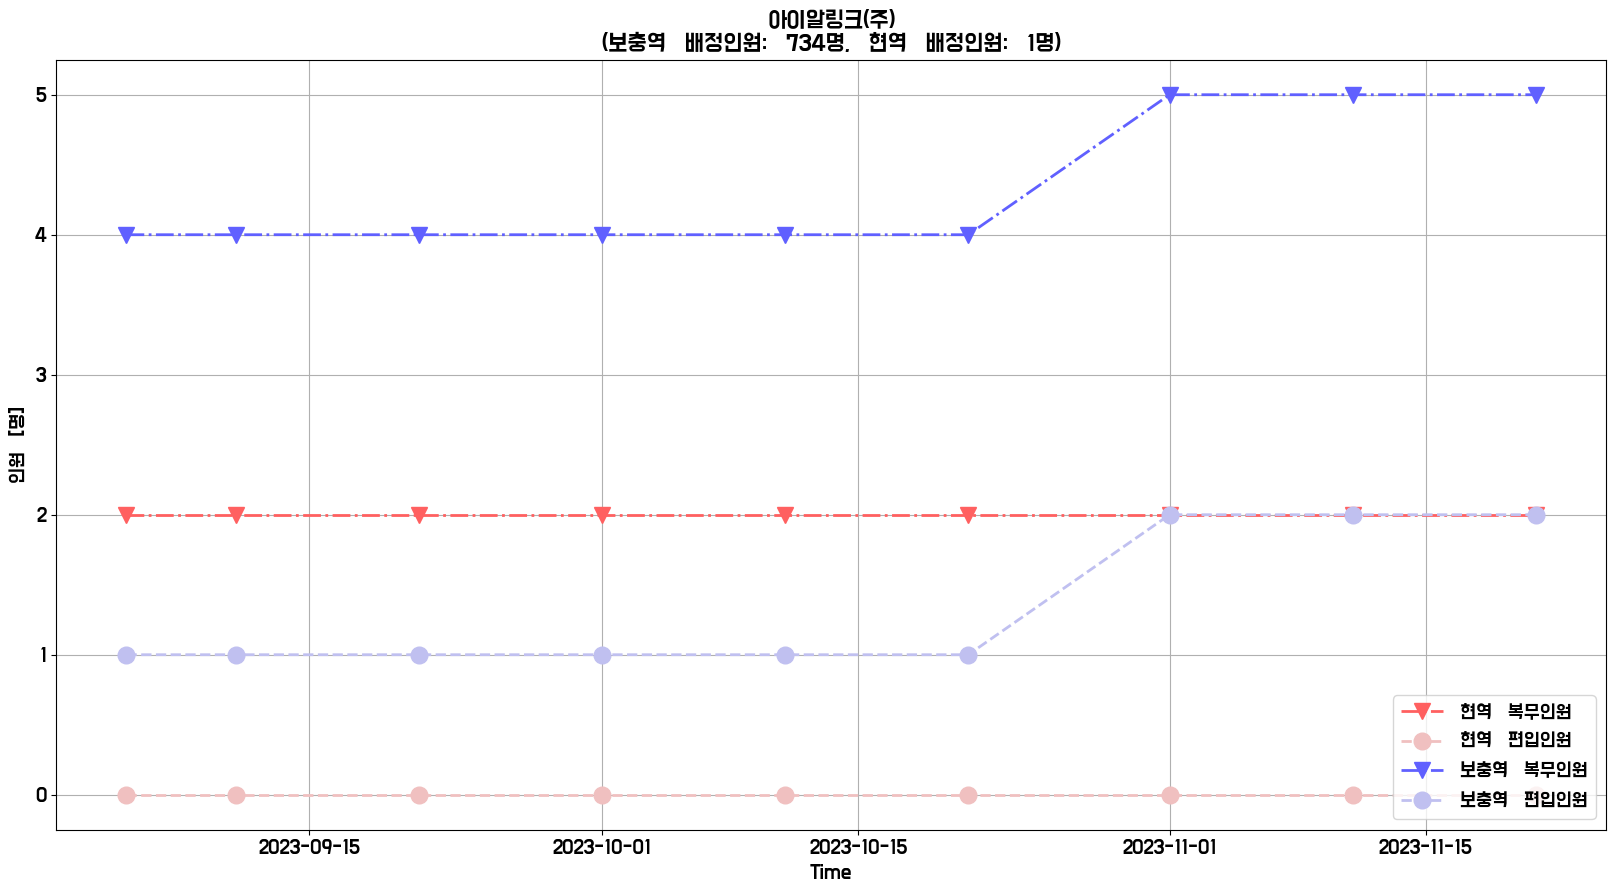 아이알링크(주)
(보충역 배정인원: 734명, 현역 배정인원: 1명)
5
4
3
2
1
0
인원 [명]
2023-09-15
2023-10-01
2023-10-15
2023-11-01
2023-11-15
Time
현역 복무인원
현역 편입인원
보충역 복무인원
보충역 편입인원